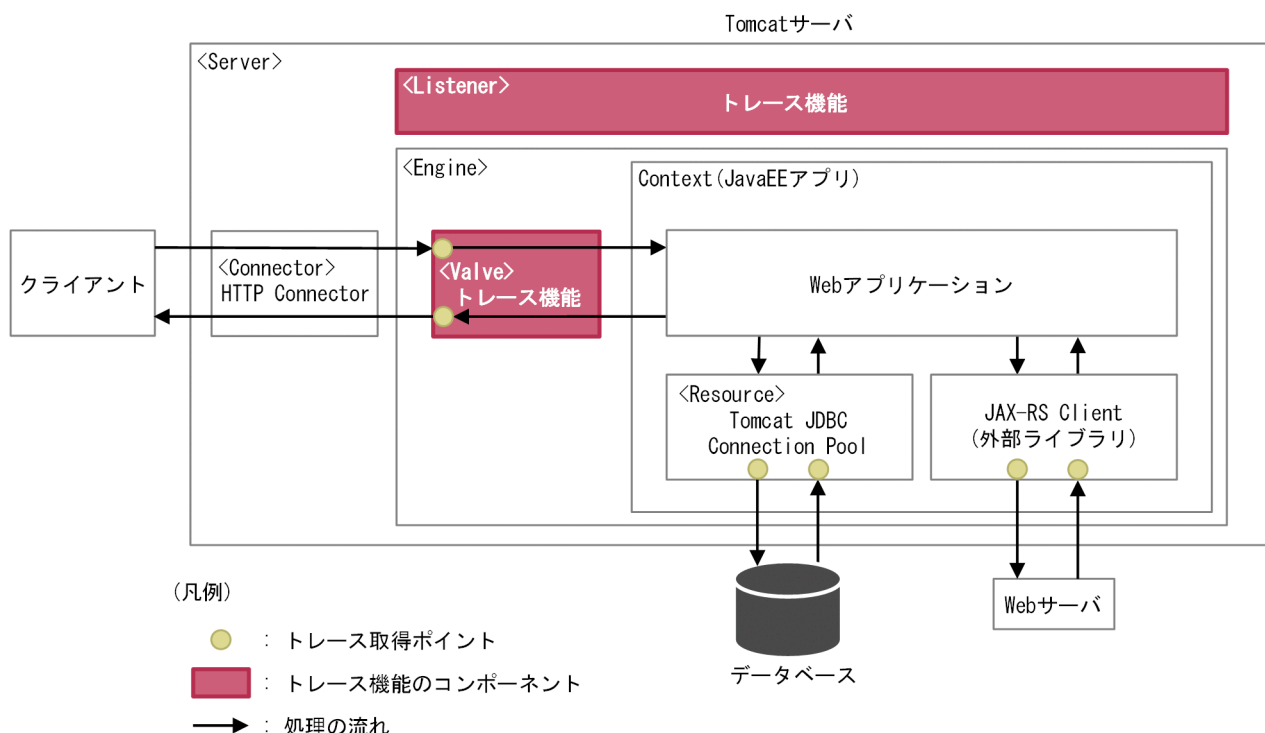 Tomcatサーバ
<Server>
<Listener>
トレース機能
<Engine>
Context(JavaEEアプリ)
クライアント
<Connector>
HTTP Connector
<Valve>
トレース機能
Webアプリケーション
<Resource>
Tomcat JDBC
Connection Pool
JAX-RS Client
(外部ライブラリ)
データベース
Webサーバ
(凡例)
: トレース取得ポイント
: トレース機能のコンポーネント
: 処理の流れ